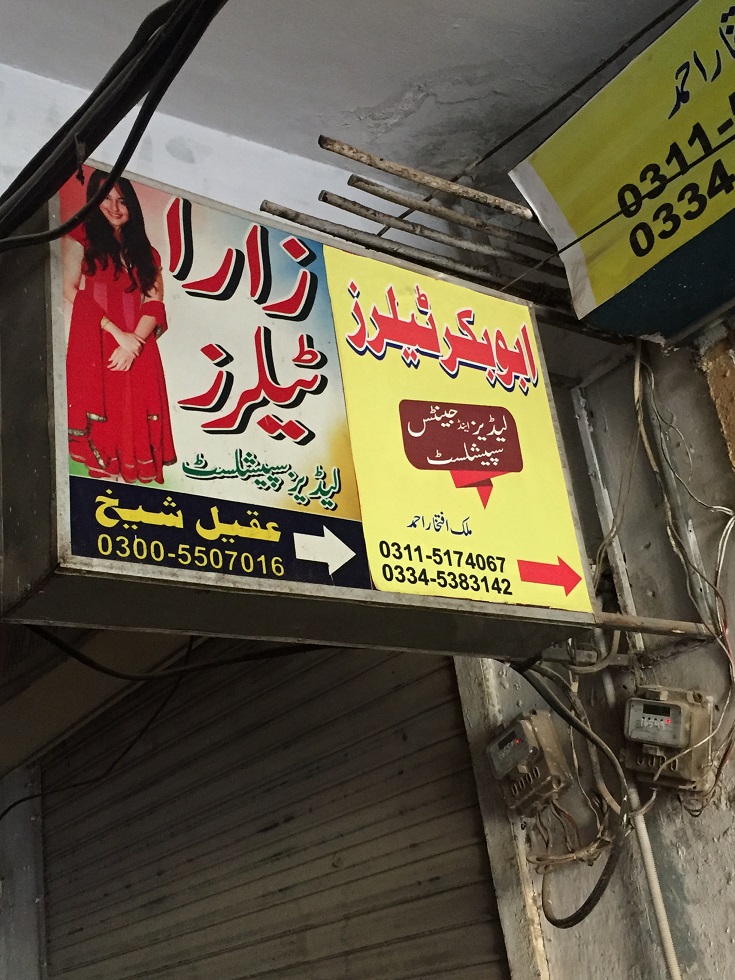 زارا
ٹیلرز
لیڈیز سپیشلسٹ
عقیل شیخ
0300-5507016
ابوبکر ٹیلرز
لیڈیز اینڈ جینٹس
سپیشلسٹ
ملک افتخار احمد
0311-5174067
0334-5383142
احمد
0311-
0334